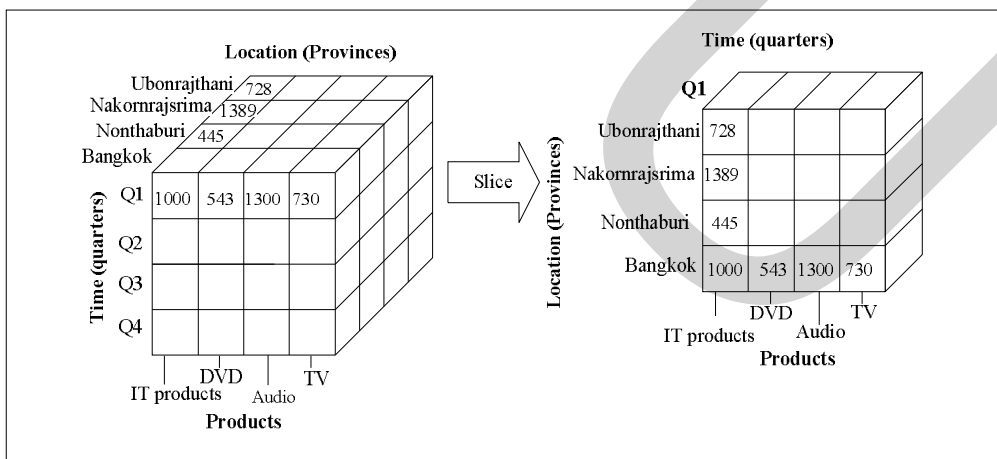 Location (Provinces)
Ubonrajthani
728
Nakornrajsrima
1389
Nonthaburi
445
Bangkok
Time (quarters)
Q1
1000 543 1300 730
Q2
Q3
Q4
IT products
DVD
Audio
TV
Products
Slice
Time (quarters)
Q1
Location (Provinces)
Ubonrajthani 728
Nakornrajsrima 1389
Nonthaburi 445
Bangkok 1000 543 1300 730
IT products
DVD
Audio
TV
Products